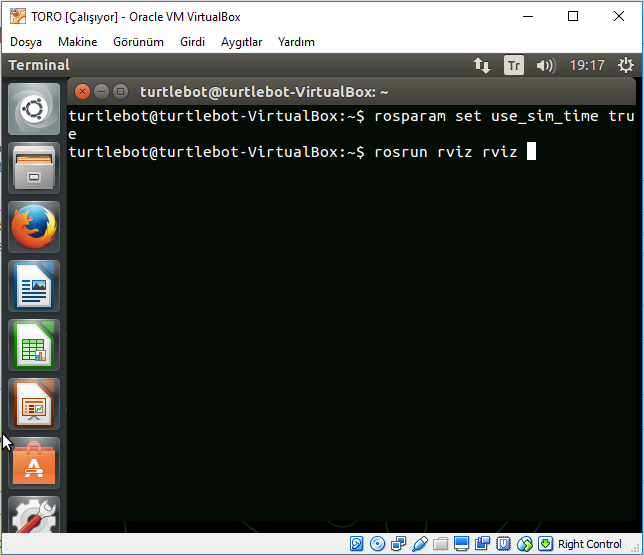 TORO [Çalışıyor] - Oracle VM VirtualBox
Dosya Makine Görünüm Girdi Aygıtlar Yardım
Terminal Tr 19:17
turtlebot@turtlebot-VirtualBox: ~
turtlebot@turtlebot-VirtualBox:~$ rosparam set use_sim_time tru
e
turtlebot@turtlebot-VirtualBox:~$ rosrun rviz rviz
Right Control